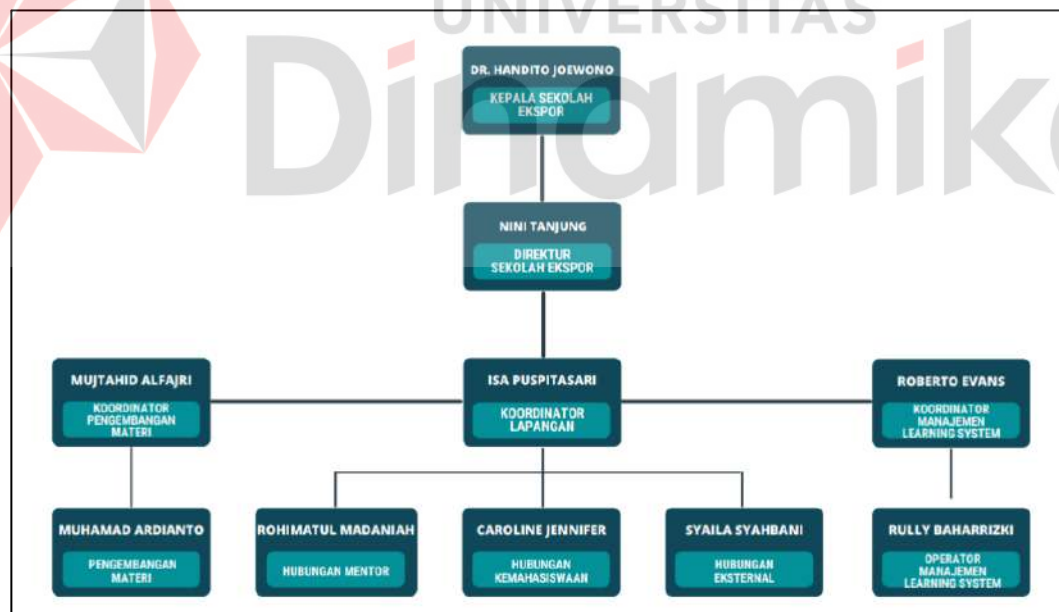 UNIVERSITAS
Dinamika
DR. HANDITO JOEWONO
KEPALA SEKOLAH
EKSPOR
NINI TANJUNG
DIREKTUR
SEKOLAH EKSPOR
MUJTAHID ALFAJRI
KOORDINATOR
PENGEMBANGAN
MATERI
ISA PUSPITASARI
KOORDINATOR
LAPANGAN
ROBERTO EVANS
KOORDINATOR
MANAJEMEN
LEARNING SYSTEM
MUHAMAD ARDIANTO
PENGEMBANGAN
MATERI
ROHIMATUL MADANIAH
HUBUNGAN MENTOR
CAROLINE JENNIFER
HUBUNGAN
KEMAHASISWAAN
SYAILA SYAHBANI
HUBUNGAN
EKSTERNAL
RULLY BAHARRIZKI
OPERATOR
MANAJEMEN
LEARNING SYSTEM